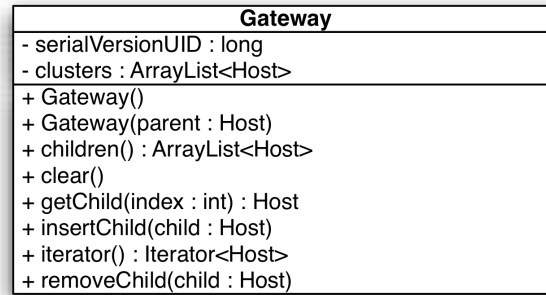 Gateway
- serialVersionUID : long
- clusters : ArrayList<Host>
+ Gateway()
+ Gateway(parent : Host)
+ children() : ArrayList<Host>
+ clear()
+ getChild(index : int) : Host
+ insertChild(child : Host)
+ iterator() : Iterator<Host>
+ removeChild(child : Host)